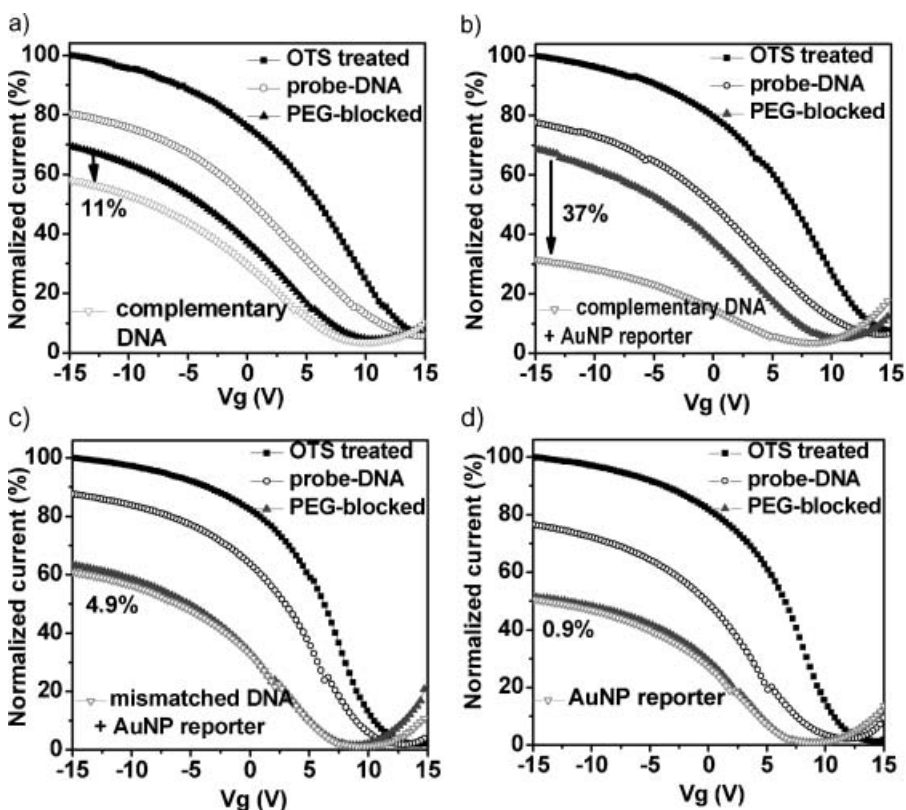 a)
Normalized current (%)
100
80
60
40
20
0
OTS treated
probe-DNA
PEG-blocked
11%
complementary
DNA
-15 -10 -5 0 5 10 15
Vg (V)
b)
Normalized current (%)
100
80
60
40
20
0
OTS treated
probe-DNA
PEG-blocked
37%
complementary DNA
+ AuNP reporter
-15 -10 -5 0 5 10 15
Vg (V)
c)
Normalized current (%)
100
80
60
40
20
0
OTS treated
probe-DNA
PEG-blocked
4.9%
mismatched DNA
+ AuNP reporter
-15 -10 -5 0 5 10 15
Vg (V)
d)
Normalized current (%)
100
80
60
40
20
0
OTS treated
probe-DNA
PEG-blocked
0.9%
AuNP reporter
-15 -10 -5 0 5 10 15
Vg (V)